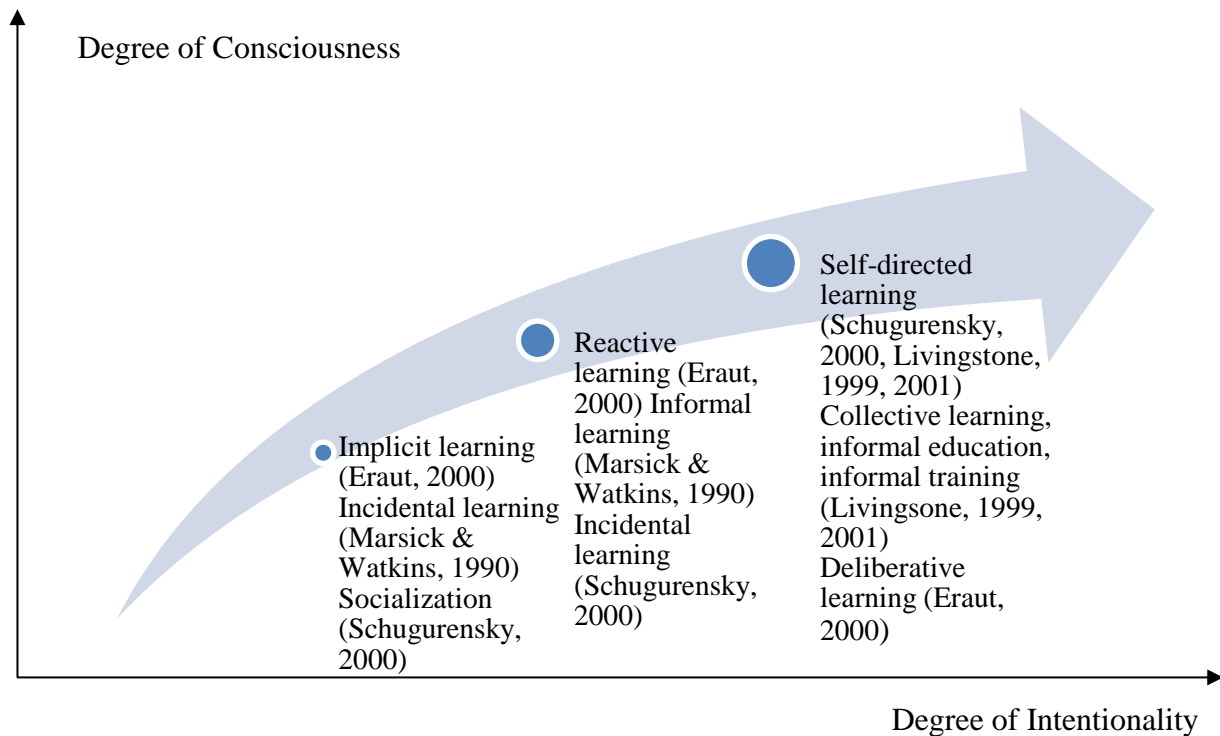 Degree of Consciousness
Implicit learning
(Eraut, 2000)
Incidental learning
(Marsick &
Watkins, 1990)
Socialization
(Schugurensky,
2000)
Reactive
learning (Eraut,
2000) Informal
learning
(Marsick &
Watkins, 1990)
Incidental
learning
(Schugurensky,
2000)
Self-directed
learning
(Schugurensky,
2000, Livingstone,
1999, 2001)
Collective learning,
informal education,
informal training
(Livingsone, 1999,
2001)
Deliberative
learning (Eraut,
2000)
Degree of Intentionality